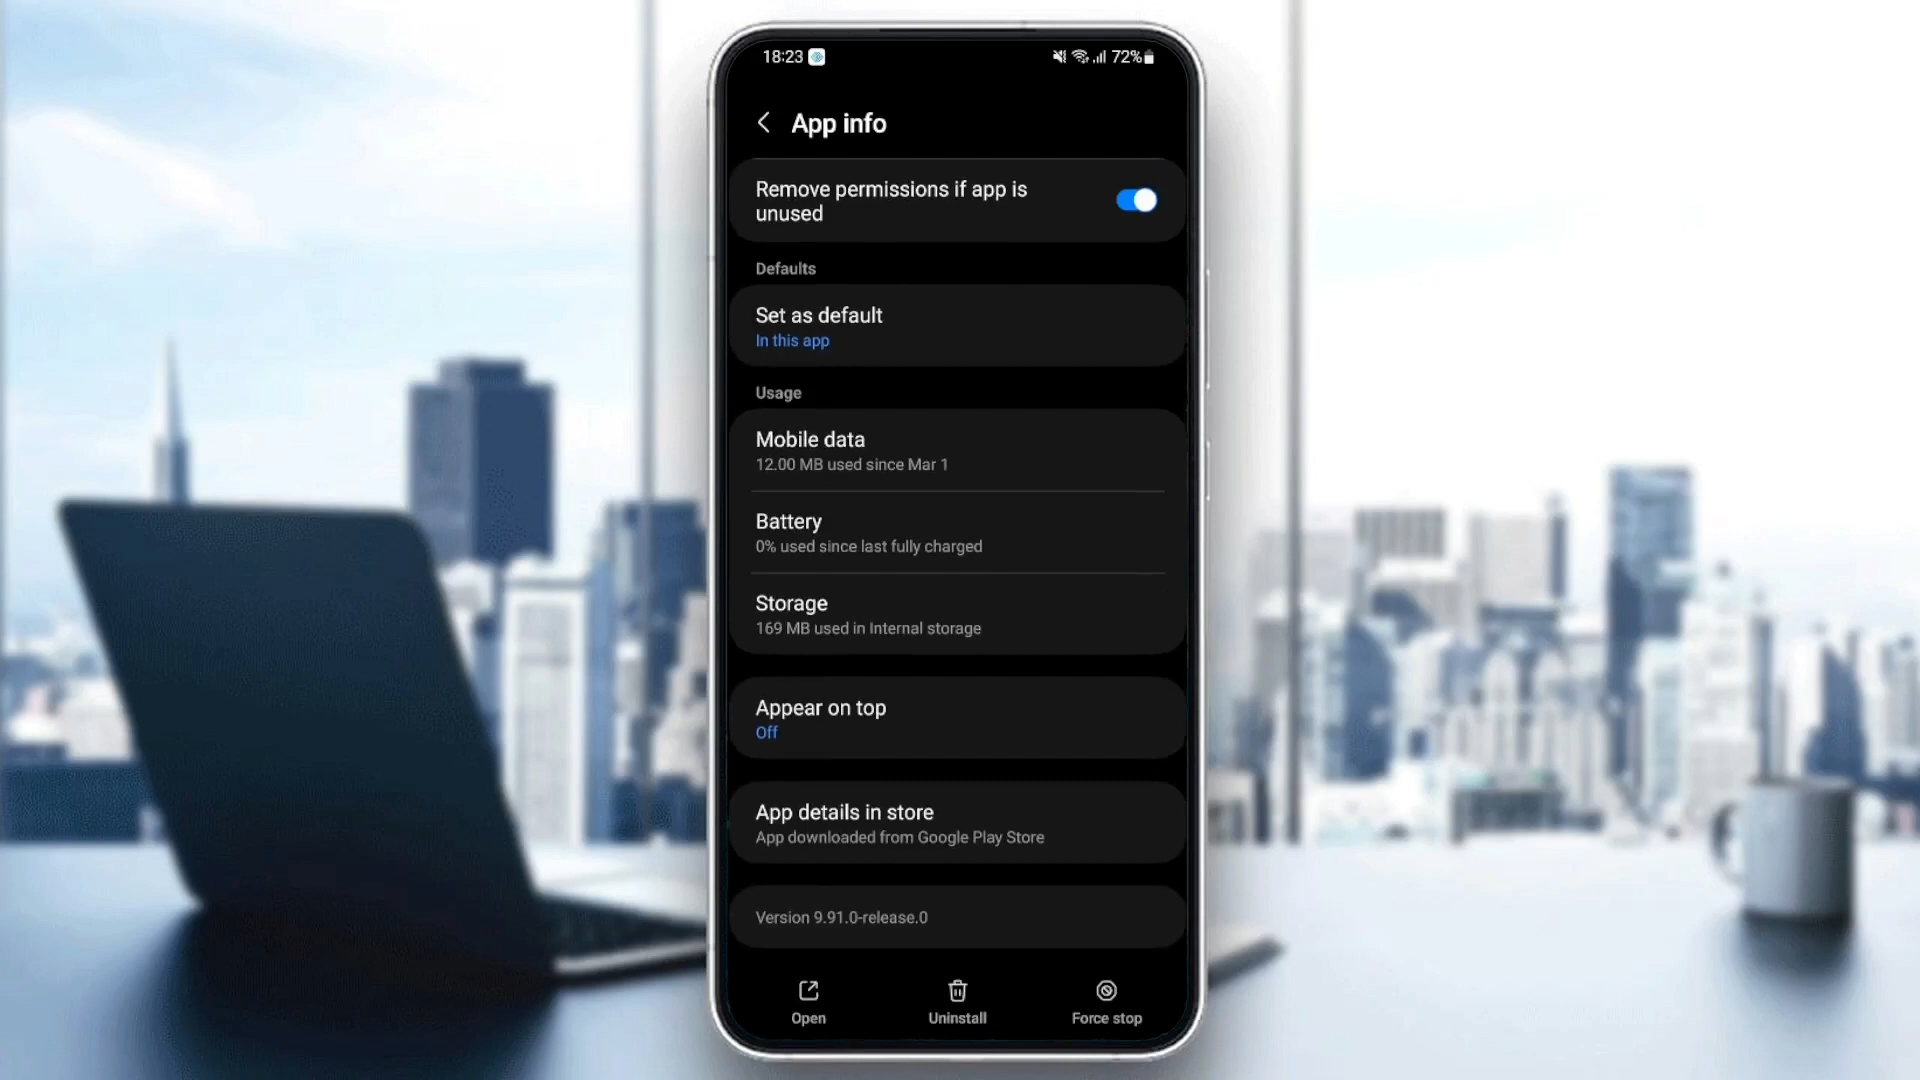 18:23
72%
App info
Remove permissions if app is
unused
Defaults
Set as default
In this app
Usage
Mobile data
12.00 MB used since Mar 1
Battery
0% used since last fully charged
Storage
169 MB used in Internal storage
Appear on top
Off
App details in store
App downloaded from Google Play Store
Version 9.91.0-release.0
Open
Uninstall
Force stop